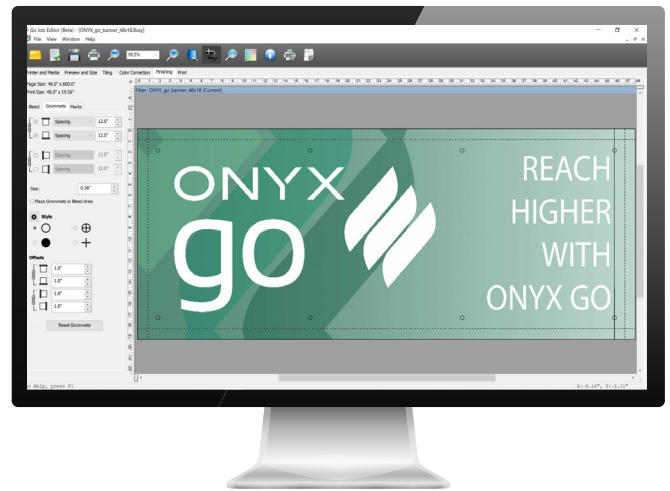 Go Job Editor (Beta) - [ONYX_go_banner_48x18.Busy]
File View Window Help
18.2%
Printer and Media Preview and Size Tiling Color Correction Finishing Print
Page Size: 46.0" x 600.0"
Print Size: 48.0" x 19.56"
Filter: ONYX_go_banner_48x18 (Current)
Bleed Grommets Marks
Spacing 12.0"
Spacing 12.0"
Spacing 12.0"
Spacing 12.0"
Size: 0.38"
Place Grommets in Bleed Area
Style
Offsets
1.0"
1.0"
1.0"
1.0"
Reset Grommets
ONYX
go
REACH
HIGHER
WITH
ONYX GO
Help, press F1